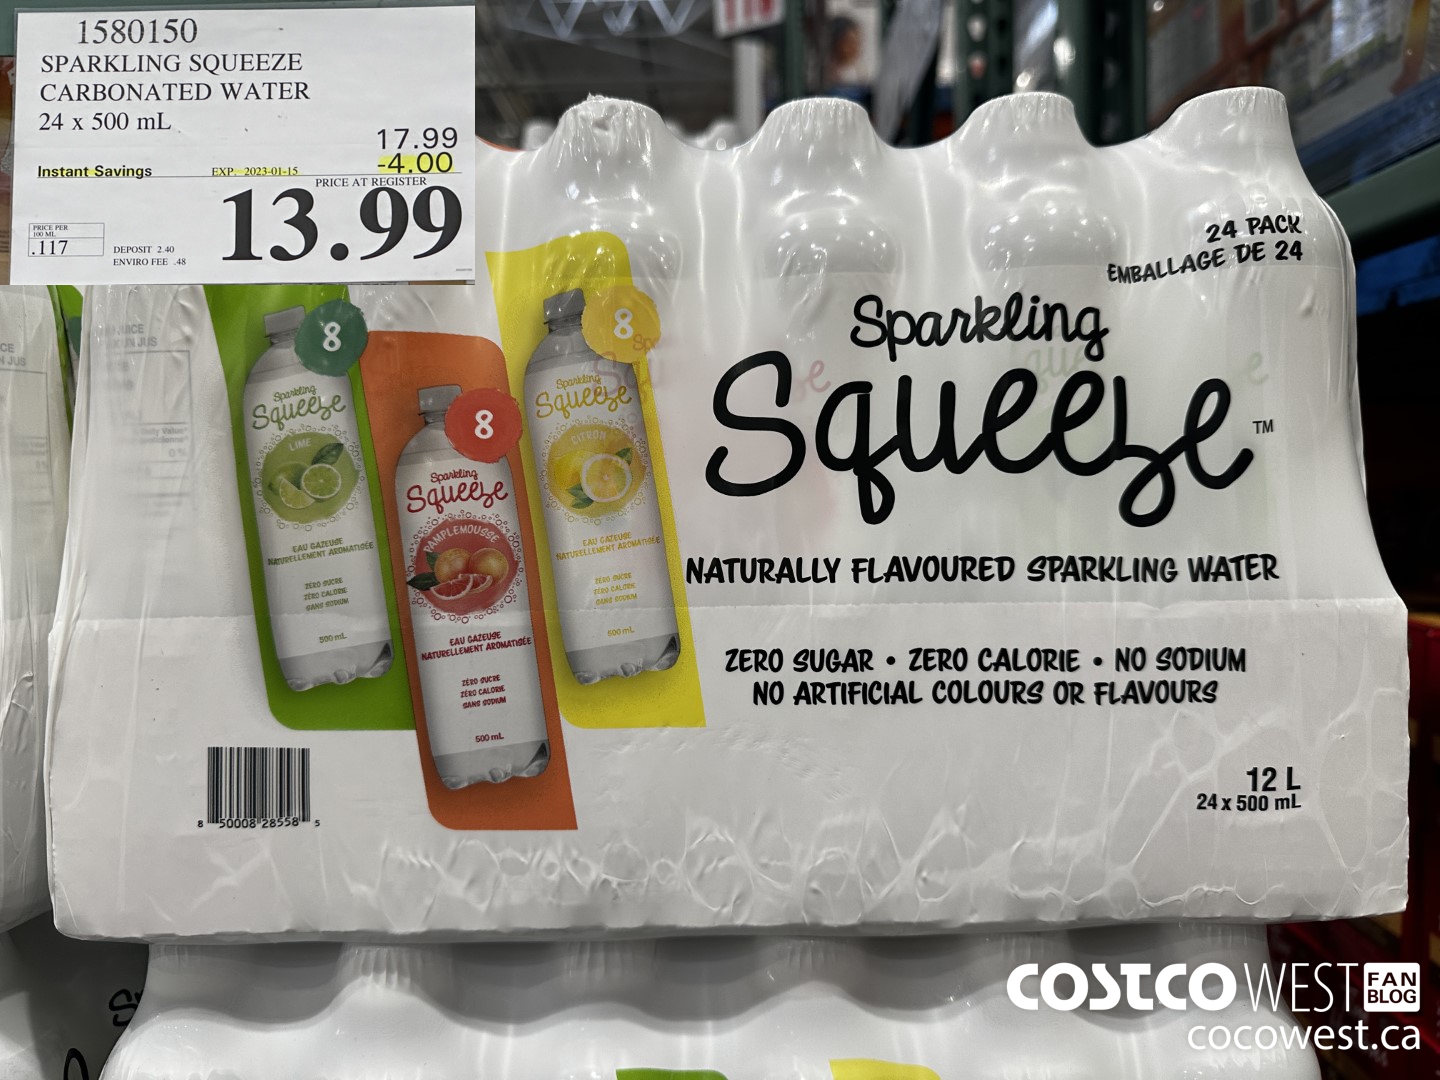 1580150
SPARKLING SQUEEZE
CARBONATED WATER
24 x 500 mL
17.99
Instant Savings EXP. 2023-01-15 -4.00
PRICE AT REGISTER
13.99
PRICE PER
100 ML
.117
DEPOSIT 2.40
ENVIRO FEE .48
24 PACK
EMBALLAGE DE 24
Sparkling
Squeeze™
NATURALLY FLAVOURED SPARKLING WATER
ZERO SUGAR • ZERO CALORIE • NO SODIUM
NO ARTIFICIAL COLOURS OR FLAVOURS
12 L
24 x 500 mL
8
Sparkling
Squeeze
LIME
EAU GAZEUSE
NATURELLEMENT AROMATISÉE
ZÉRO SUCRE
ZÉRO CALORIE
SANS SODIUM
500 mL
8
Sparkling
Squeeze
PAMPLEMOUSSE
EAU GAZEUSE
NATURELLEMENT AROMATISÉE
ZÉRO SUCRE
ZÉRO CALORIE
SANS SODIUM
500 mL
8
Sparkling
Squeeze
CITRON
EAU GAZEUSE
NATURELLEMENT AROMATISÉE
ZÉRO SUCRE
ZÉRO CALORIE
SANS SODIUM
500 mL
8 50008 28558 5
COSTCO WEST FAN BLOG
cocowest.ca